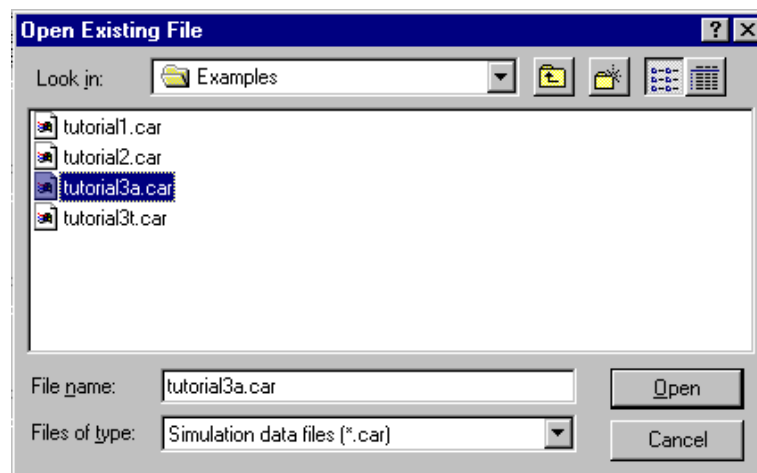 Open Existing File
Look in: Examples
tutorial1.car
tutorial2.car
tutorial3a.car
tutorial3t.car
File name: tutorial3a.car Open
Files of type: Simulation data files (*.car) Cancel